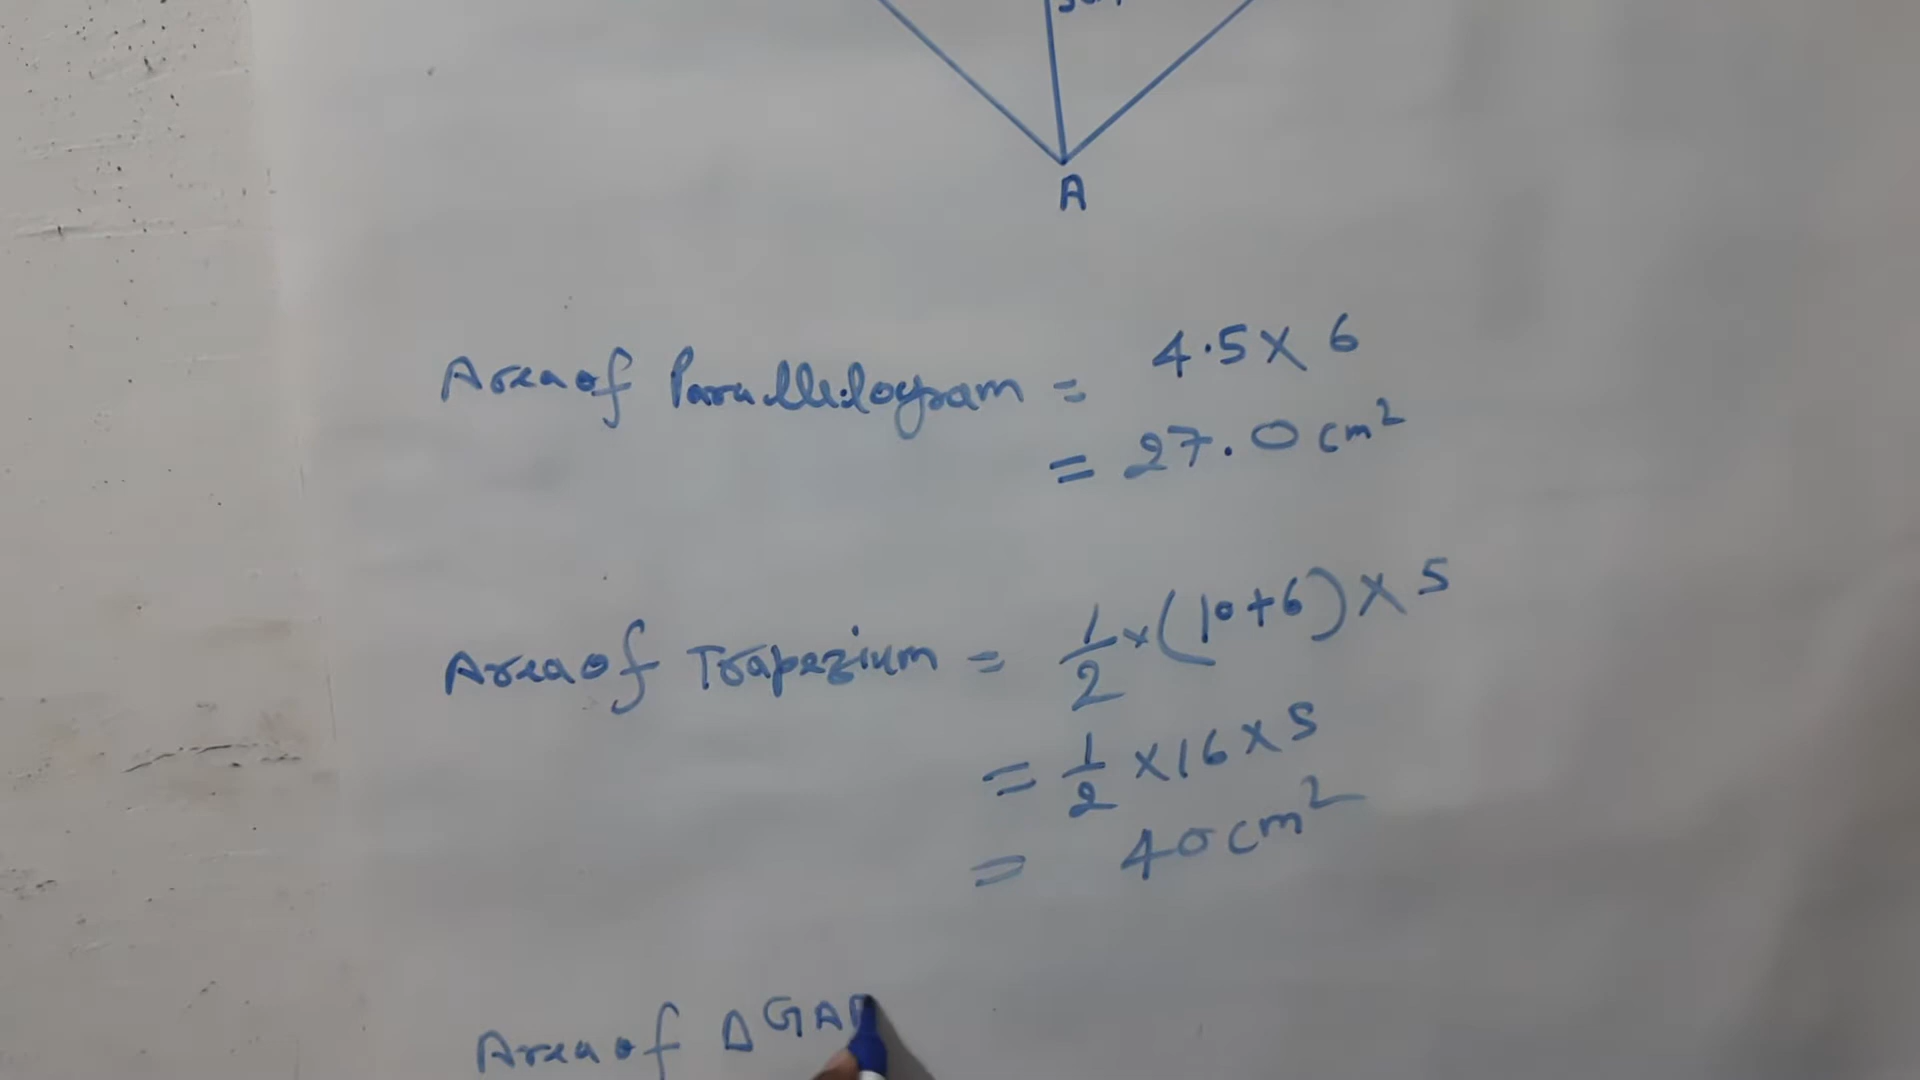 A
Area of Parallelogram = 4.5 × 6
= 27.0 cm²
Area of Trapezium = 1/2 × (10+6) × 5
= 1/2 × 16 × 5
= 40 cm²
Area of Δ GA